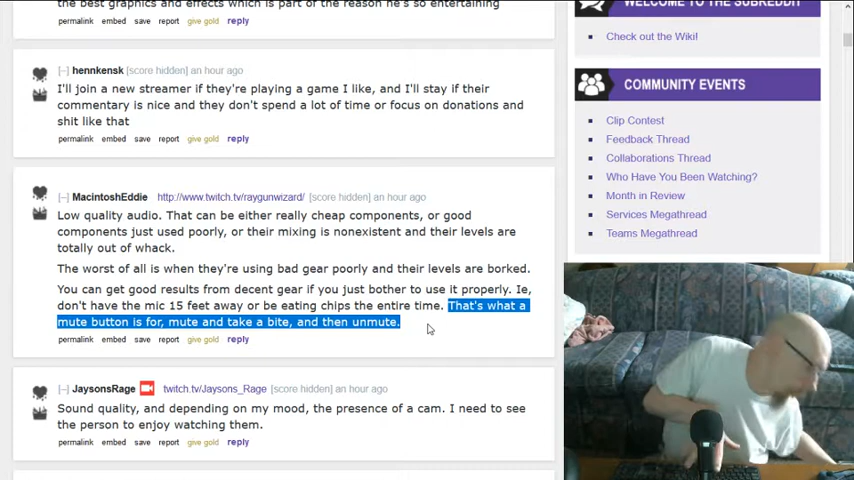 the best graphics and effects which is part of the reason he's so entertaining
permalink embed save report give gold reply
[–] hennkensk [score hidden] an hour ago
I'll join a new streamer if they're playing a game I like, and I'll stay if their
commentary is nice and they don't spend a lot of time or focus on donations and
shit like that
permalink embed save report give gold reply
[–] MacintoshEddie http://www.twitch.tv/raygunwizard/ [score hidden] an hour ago
Low quality audio. That can be either really cheap components, or good
components just used poorly, or their mixing is nonexistent and their levels are
totally out of whack.
The worst of all is when they're using bad gear poorly and their levels are borked.
You can get good results from decent gear if you just bother to use it properly. Ie,
don't have the mic 15 feet away or be eating chips the entire time. That's what a
mute button is for, mute and take a bite, and then unmute.
permalink embed save report give gold reply
[–] JaysonsRage twitch.tv/Jaysons_Rage [score hidden] an hour ago
Sound quality, and depending on my mood, the presence of a cam. I need to see
the person to enjoy watching them.
permalink embed save report give gold reply
WELCOME TO THE SUBREDDIT
Check out the Wiki!
COMMUNITY EVENTS
Clip Contest
Feedback Thread
Collaborations Thread
Who Have You Been Watching?
Month in Review
Services Megathread
Teams Megathread